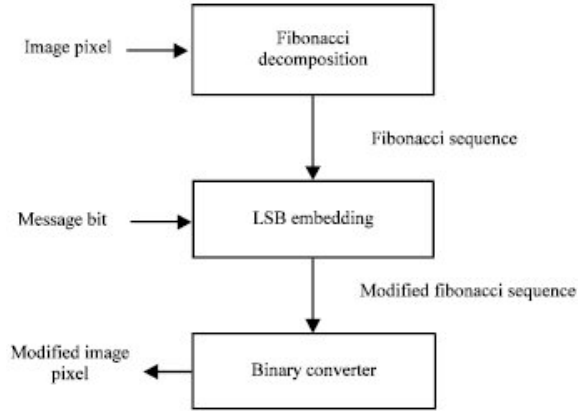 Image pixel
Fibonacci
decomposition
Fibonacci sequence
Message bit
LSB embedding
Modified fibonacci sequence
Modified image
pixel
Binary converter